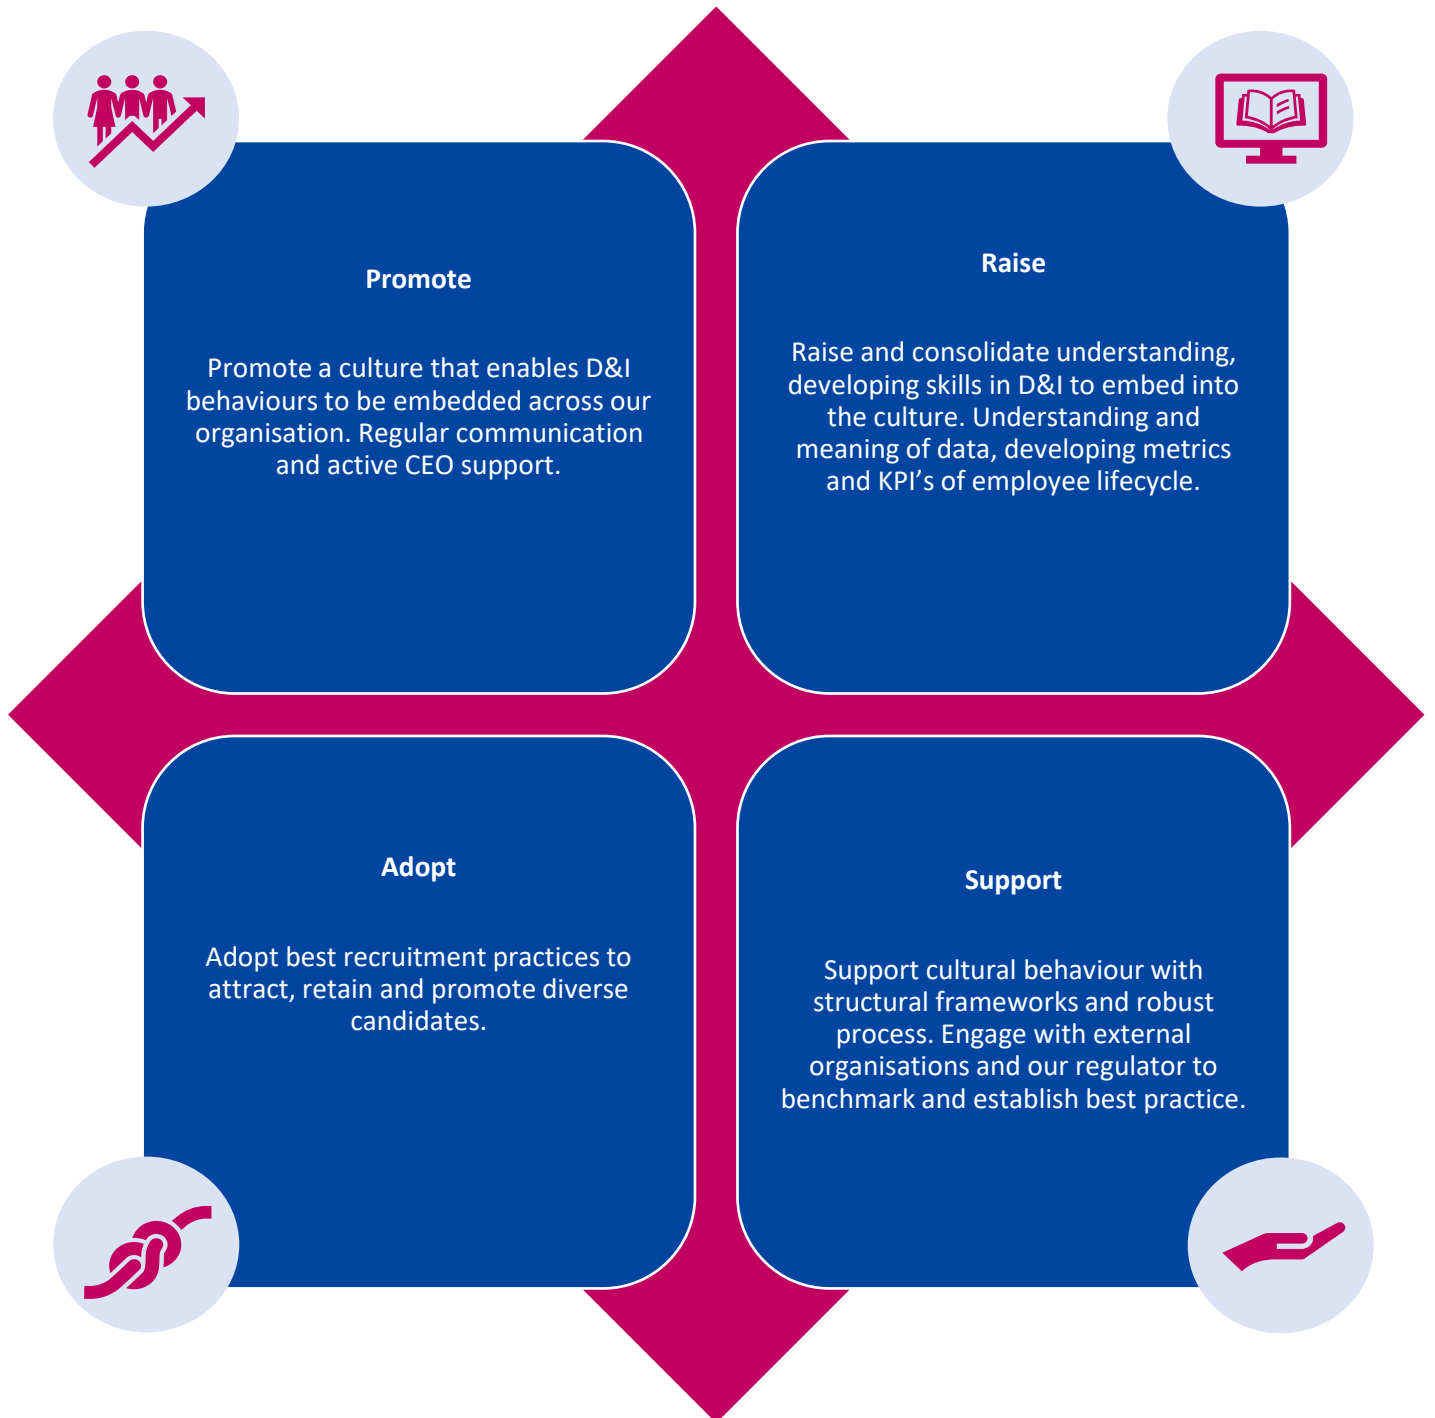 Promote
Promote a culture that enables D&I
behaviours to be embedded across our
organisation. Regular communication
and active CEO support.
Raise
Raise and consolidate understanding,
developing skills in D&I to embed into
the culture. Understanding and
meaning of data, developing metrics
and KPI’s of employee lifecycle.
Adopt
Adopt best recruitment practices to
attract, retain and promote diverse
candidates.
Support
Support cultural behaviour with
structural frameworks and robust
process. Engage with external
organisations and our regulator to
benchmark and establish best practice.